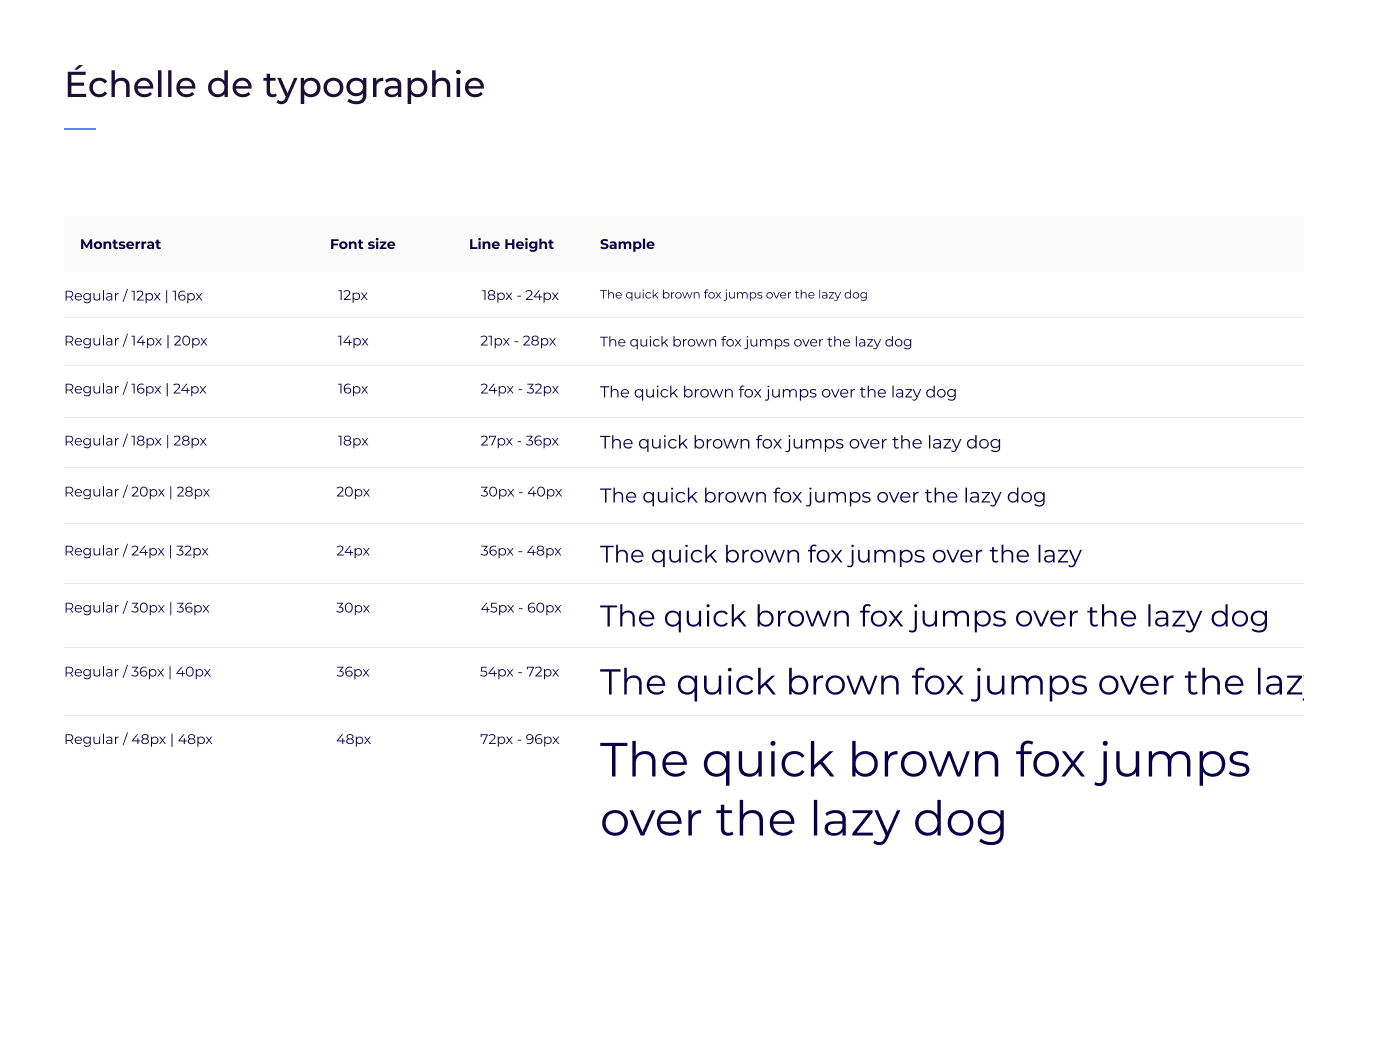 Échelle de typographie
Montserrat Font size Line Height Sample
Regular / 12px | 16px 12px 18px - 24px The quick brown fox jumps over the lazy dog
Regular / 14px | 20px 14px 21px - 28px The quick brown fox jumps over the lazy dog
Regular / 16px | 24px 16px 24px - 32px The quick brown fox jumps over the lazy dog
Regular / 18px | 28px 18px 27px - 36px The quick brown fox jumps over the lazy dog
Regular / 20px | 28px 20px 30px - 40px The quick brown fox jumps over the lazy dog
Regular / 24px | 32px 24px 36px - 48px The quick brown fox jumps over the lazy
Regular / 30px | 36px 30px 45px - 60px The quick brown fox jumps over the lazy dog
Regular / 36px | 40px 36px 54px - 72px The quick brown fox jumps over the lazy
Regular / 48px | 48px 48px 72px - 96px The quick brown fox jumps
over the lazy dog